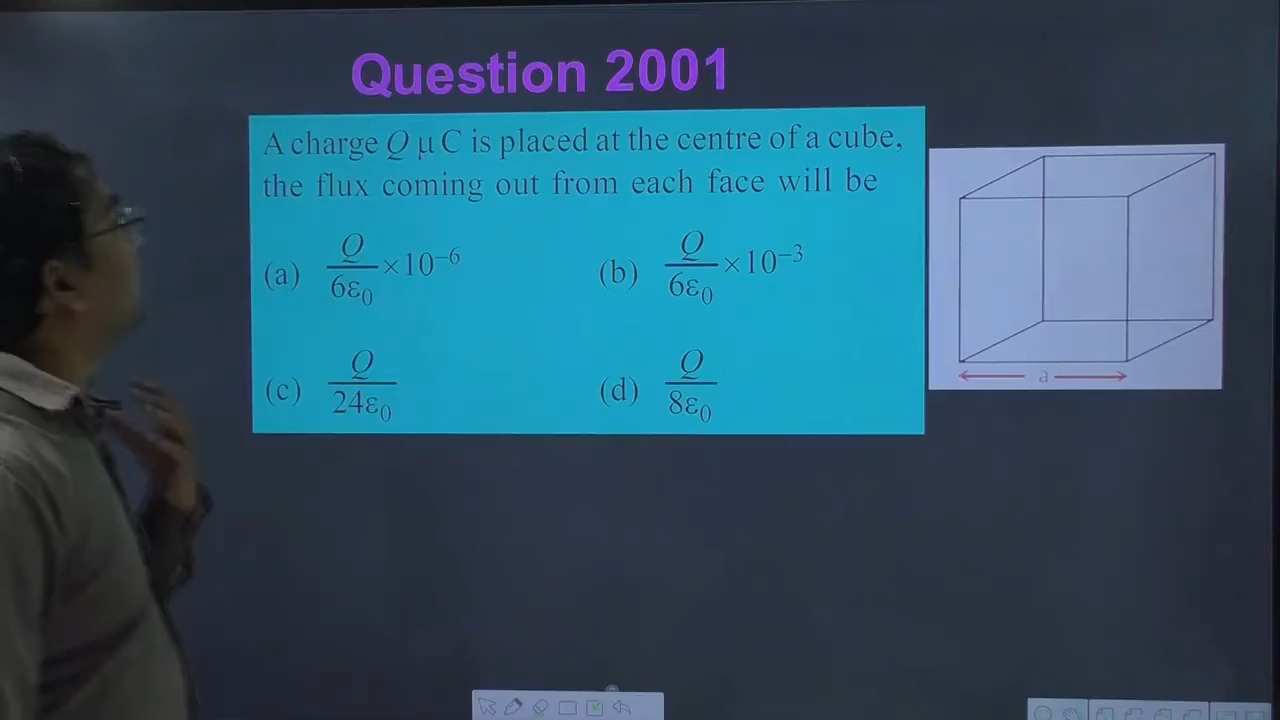 Question 2001
A charge Q μ C is placed at the centre of a cube,
the flux coming out from each face will be
(a) Q/6ε₀ ×10⁻⁶ (b) Q/6ε₀ ×10⁻³
(c) Q/24ε₀ (d) Q/8ε₀
a